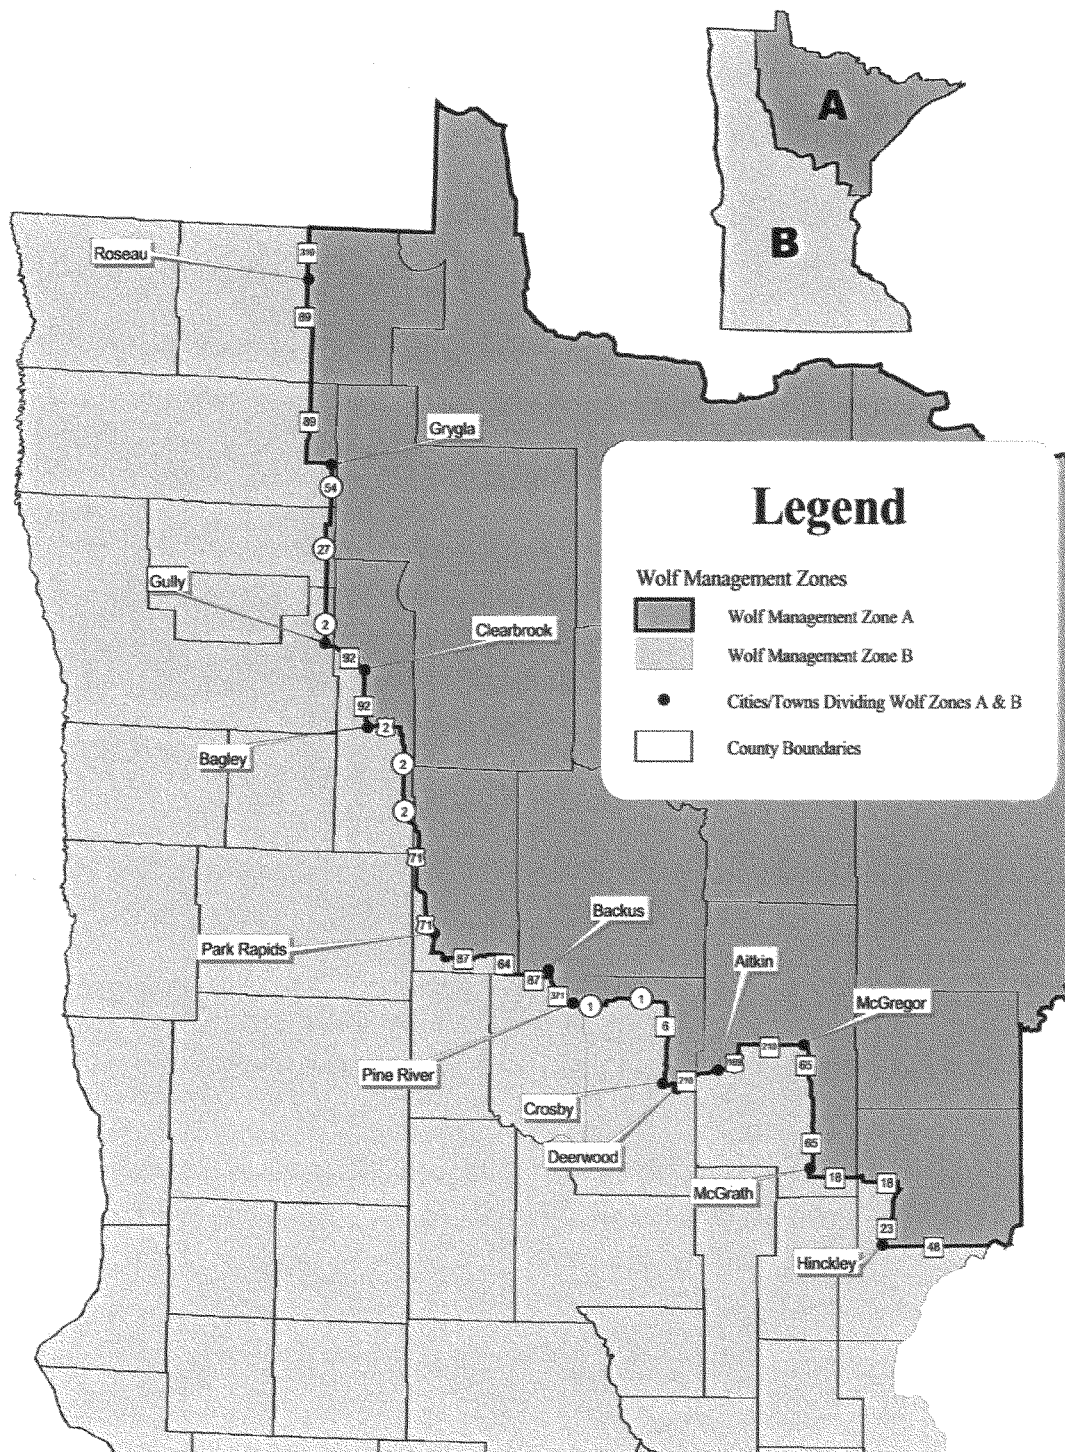 A
B
Roseau
310
89
89
Grygla
54
27
Gully
2
Clearbrook
92
92
Bagley
2
2
2
71
71
Park Rapids
87
64
87
Backus
371
Pine River
1
1
6
Aitkin
169
210
McGregor
65
210
Crosby
Deerwood
65
McGrath
18
18
23
Hinckley
48
Legend
Wolf Management Zones
Wolf Management Zone A
Wolf Management Zone B
Cities/Towns Dividing Wolf Zones A & B
County Boundaries